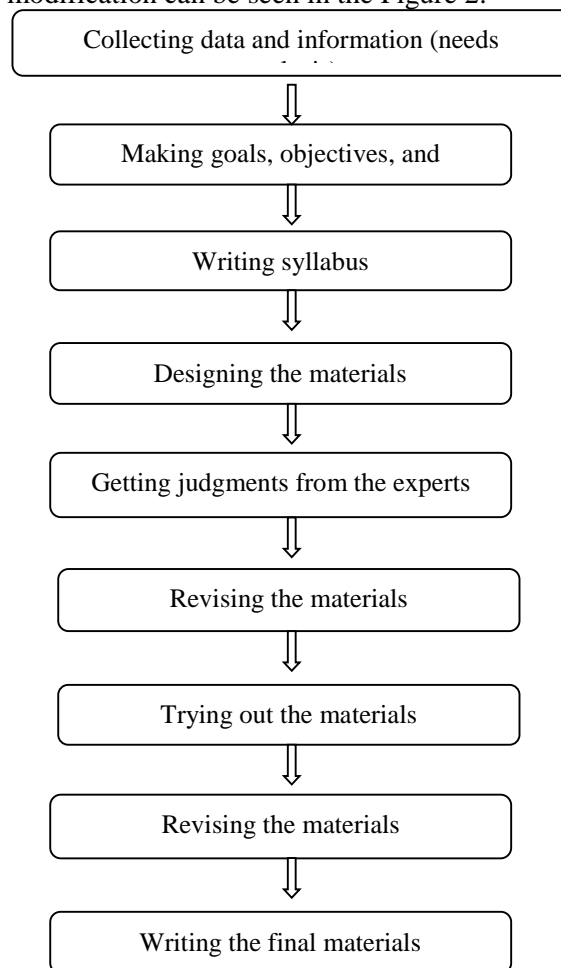 modification can be seen in the Figure 2.
Collecting data and information (needs
Making goals, objectives, and
Writing syllabus
Designing the materials
Getting judgments from the experts
Revising the materials
Trying out the materials
Revising the materials
Writing the final materials